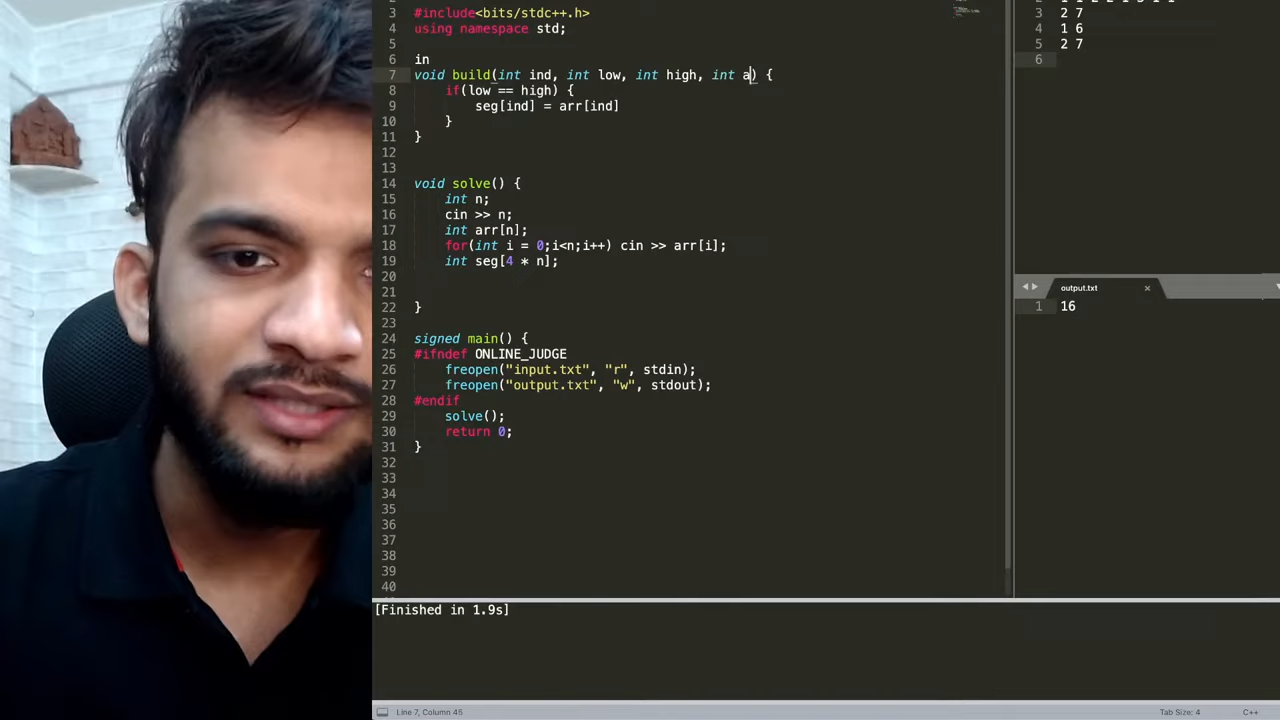 3 #include<bits/stdc++.h>
4 using namespace std;
5
6 in
7 void build(int ind, int low, int high, int a) {
8 if(low == high) {
9 seg[ind] = arr[ind]
10 }
11 }
12
13
14 void solve() {
15 int n;
16 cin >> n;
17 int arr[n];
18 for(int i = 0;i<n;i++) cin >> arr[i];
19 int seg[4 * n];
20
21
22 }
23
24 signed main() {
25 #ifndef ONLINE_JUDGE
26 freopen("input.txt", "r", stdin);
27 freopen("output.txt", "w", stdout);
28 #endif
29 solve();
30 return 0;
31 }
32
33
34
35
36
37
38
39
40
3 2 7
4 1 6
5 2 7
6
output.txt ×
1 16
[Finished in 1.9s]
Line 7, Column 45
Tab Size: 4
C++